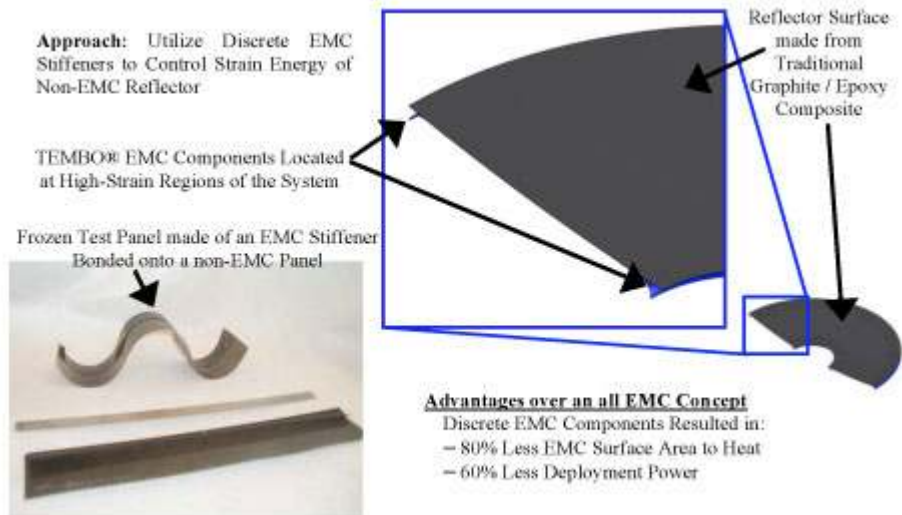 Approach: Utilize Discrete EMC
Stiffeners to Control Strain Energy of
Non-EMC Reflector
Reflector Surface
made from
Traditional
Graphite / Epoxy
Composite
TEMBO® EMC Components Located
at High-Strain Regions of the System
Frozen Test Panel made of an EMC Stiffener
Bonded onto a non-EMC Panel
Advantages over an all EMC Concept
Discrete EMC Components Resulted in:
– 80% Less EMC Surface Area to Heat
– 60% Less Deployment Power